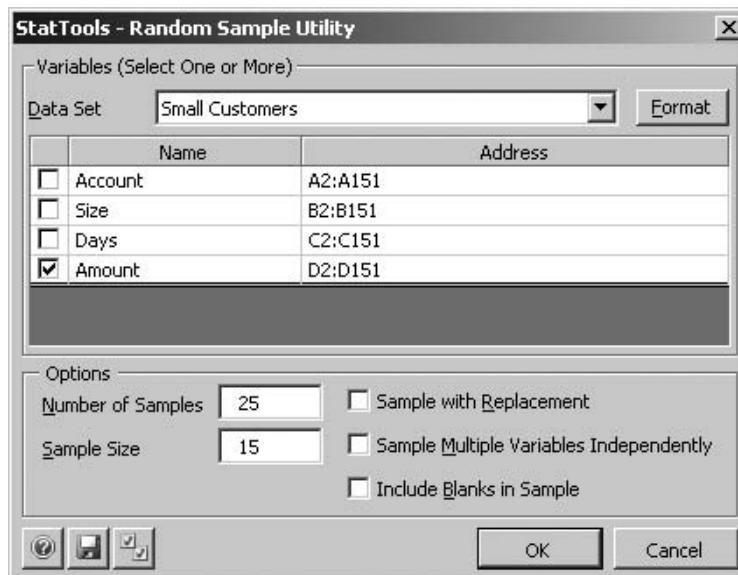 StatTools - Random Sample Utility
Variables (Select One or More)
Data Set Small Customers Format
Name Address
Account A2:A151
Size B2:B151
Days C2:C151
Amount D2:D151
Options
Number of Samples 25 Sample with Replacement
Sample Size 15 Sample Multiple Variables Independently
Include Blanks in Sample
OK Cancel